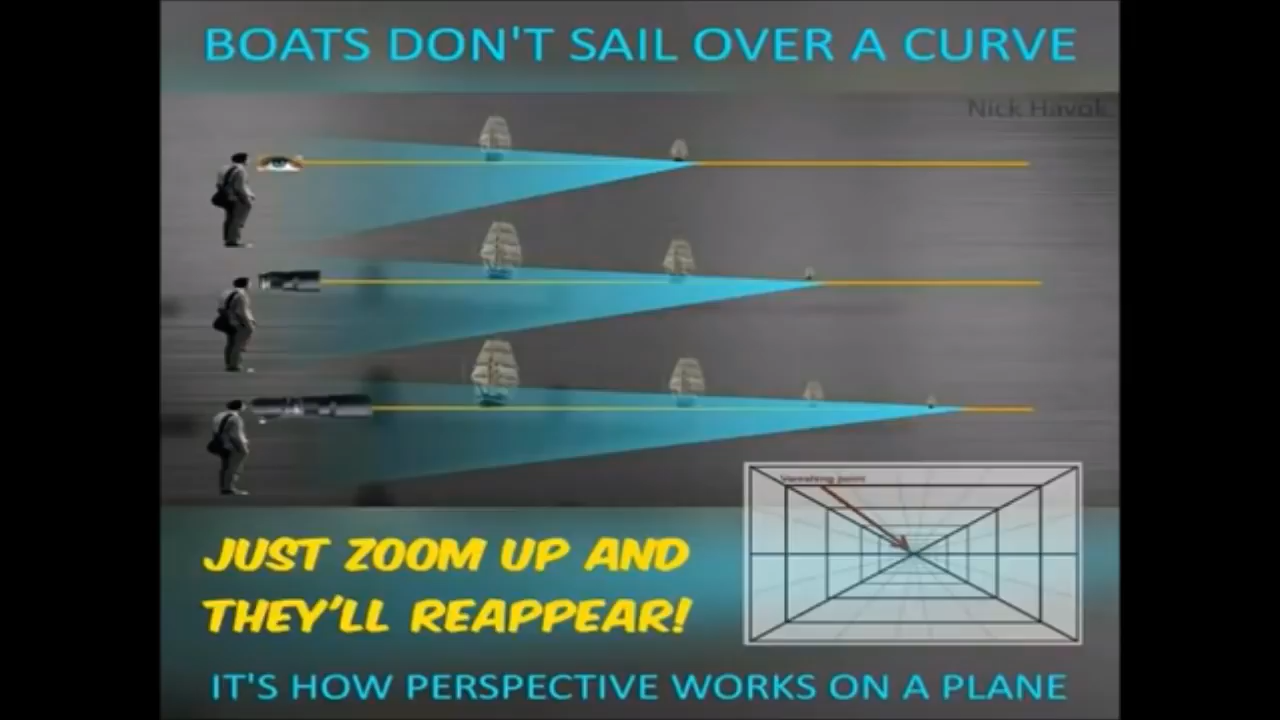 BOATS DON'T SAIL OVER A CURVE
Nick Havok
Vanishing point
JUST ZOOM UP AND
THEY'LL REAPPEAR!
IT'S HOW PERSPECTIVE WORKS ON A PLANE